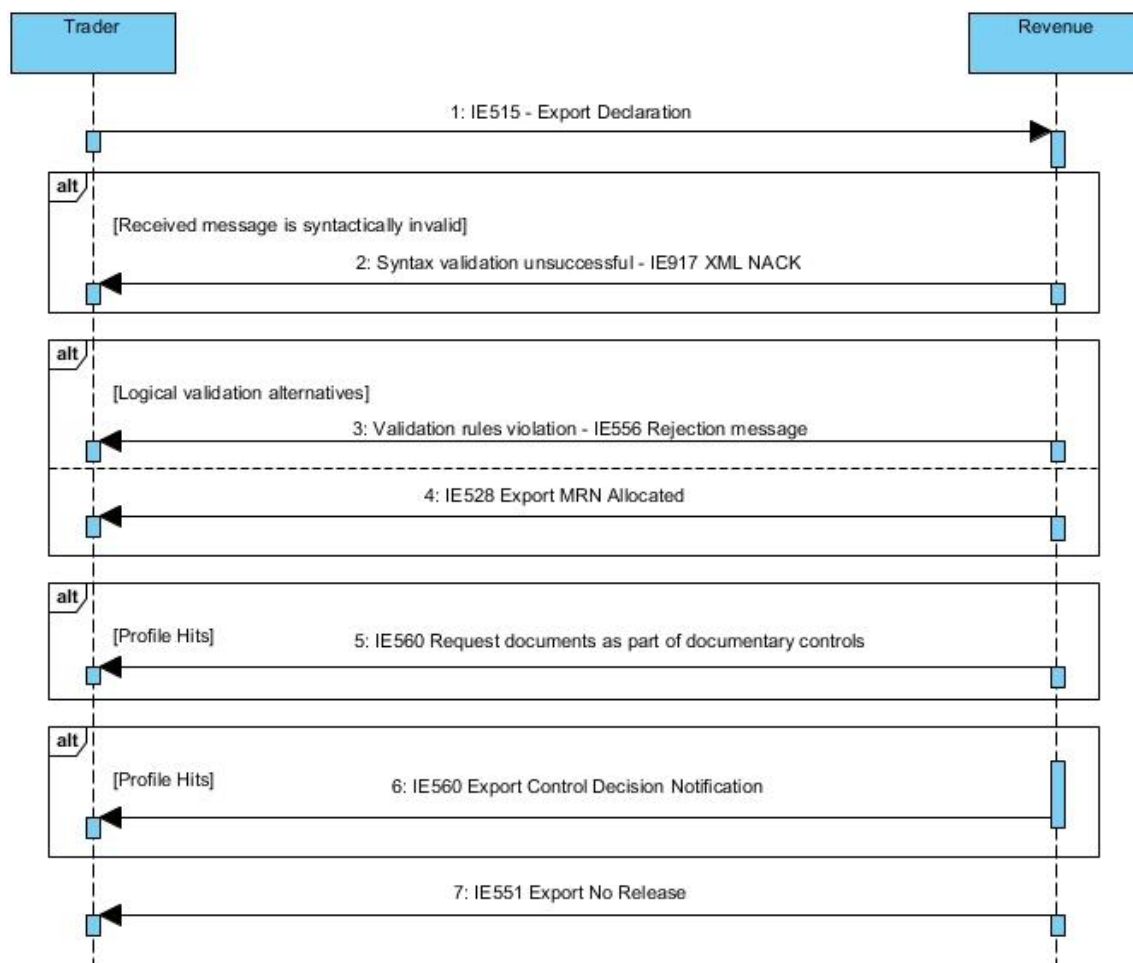 Trader
Revenue
1: IE515 - Export Declaration
alt
[Received message is syntactically invalid]
2: Syntax validation unsuccessful - IE917 XML NACK
alt
[Logical validation alternatives]
3: Validation rules violation - IE556 Rejection message
4: IE528 Export MRN Allocated
alt
[Profile Hits]
5: IE560 Request documents as part of documentary controls
alt
[Profile Hits]
6: IE560 Export Control Decision Notification
7: IE551 Export No Release